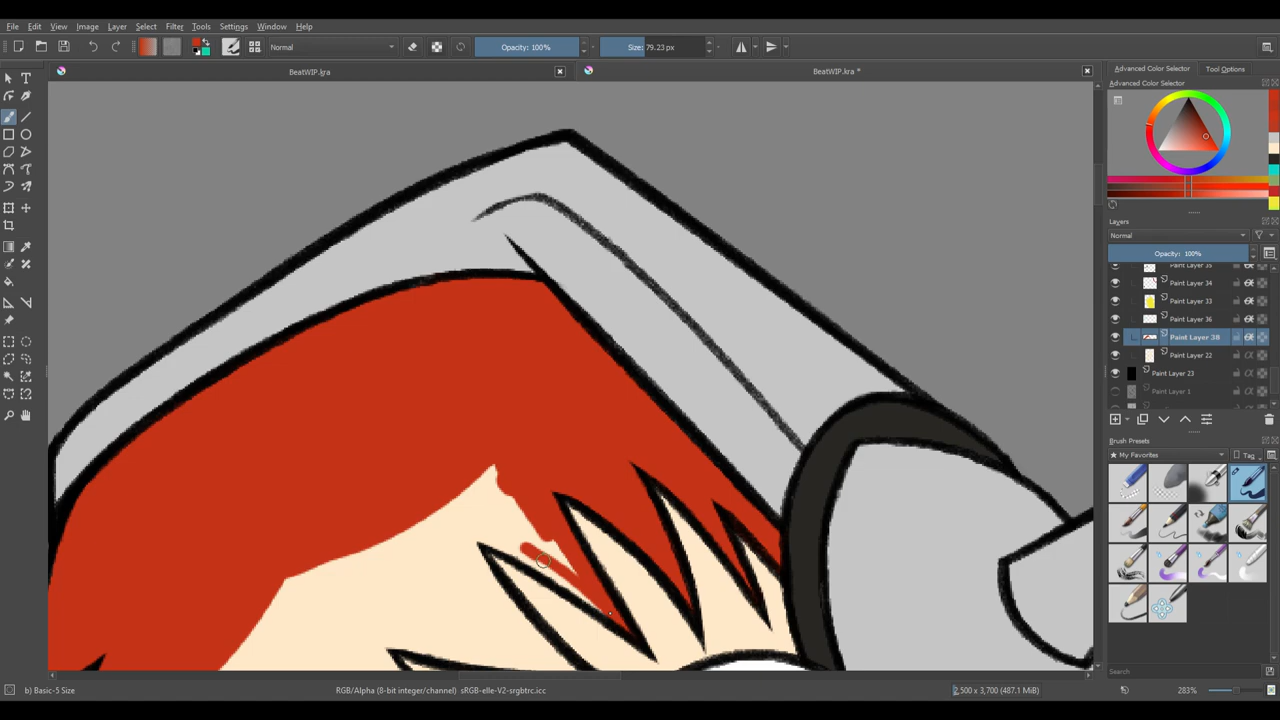 File Edit View Image Layer Select Filter Tools Settings Window Help
Normal Opacity: 100% Size: 79.23 px
BeatWIP.kra BeatWIP.kra *
Advanced Color Selector Tool Options
Advanced Color Selector
Layers
Normal
Opacity: 100%
Paint Layer 35
Paint Layer 34
Paint Layer 33
Paint Layer 36
Paint Layer 38
Paint Layer 22
Paint Layer 23
Paint Layer 1
Brush Presets
My Favorites Tag
Search
b) Basic-5 Size RGB/Alpha (8-bit integer/channel) sRGB-elle-V2-srgbtrc.icc 2,500 x 3,700 (487.1 MiB) 283%